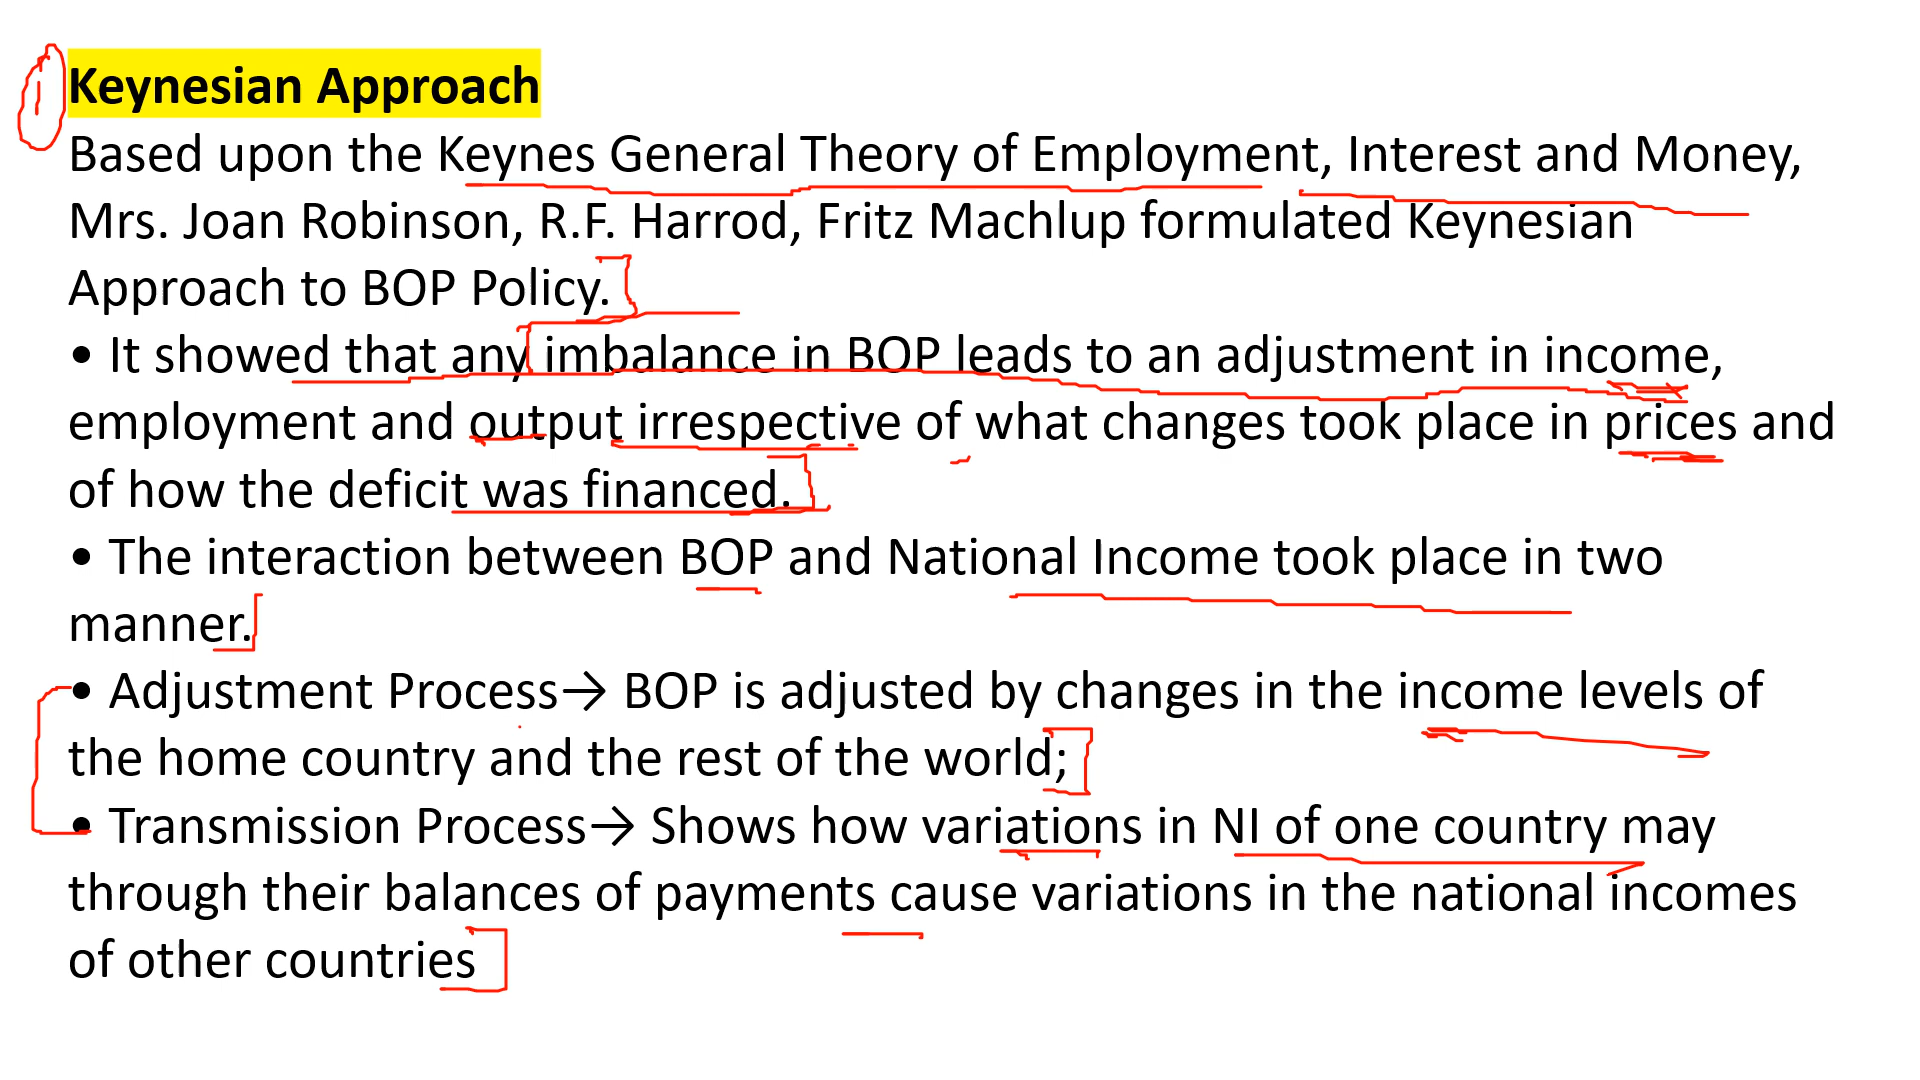 1 Keynesian Approach
Based upon the Keynes General Theory of Employment, Interest and Money,
Mrs. Joan Robinson, R.F. Harrod, Fritz Machlup formulated Keynesian
Approach to BOP Policy.
• It showed that any imbalance in BOP leads to an adjustment in income,
employment and output irrespective of what changes took place in prices and
of how the deficit was financed.
• The interaction between BOP and National Income took place in two
manner.
• Adjustment Process→ BOP is adjusted by changes in the income levels of
the home country and the rest of the world;
• Transmission Process→ Shows how variations in NI of one country may
through their balances of payments cause variations in the national incomes
of other countries